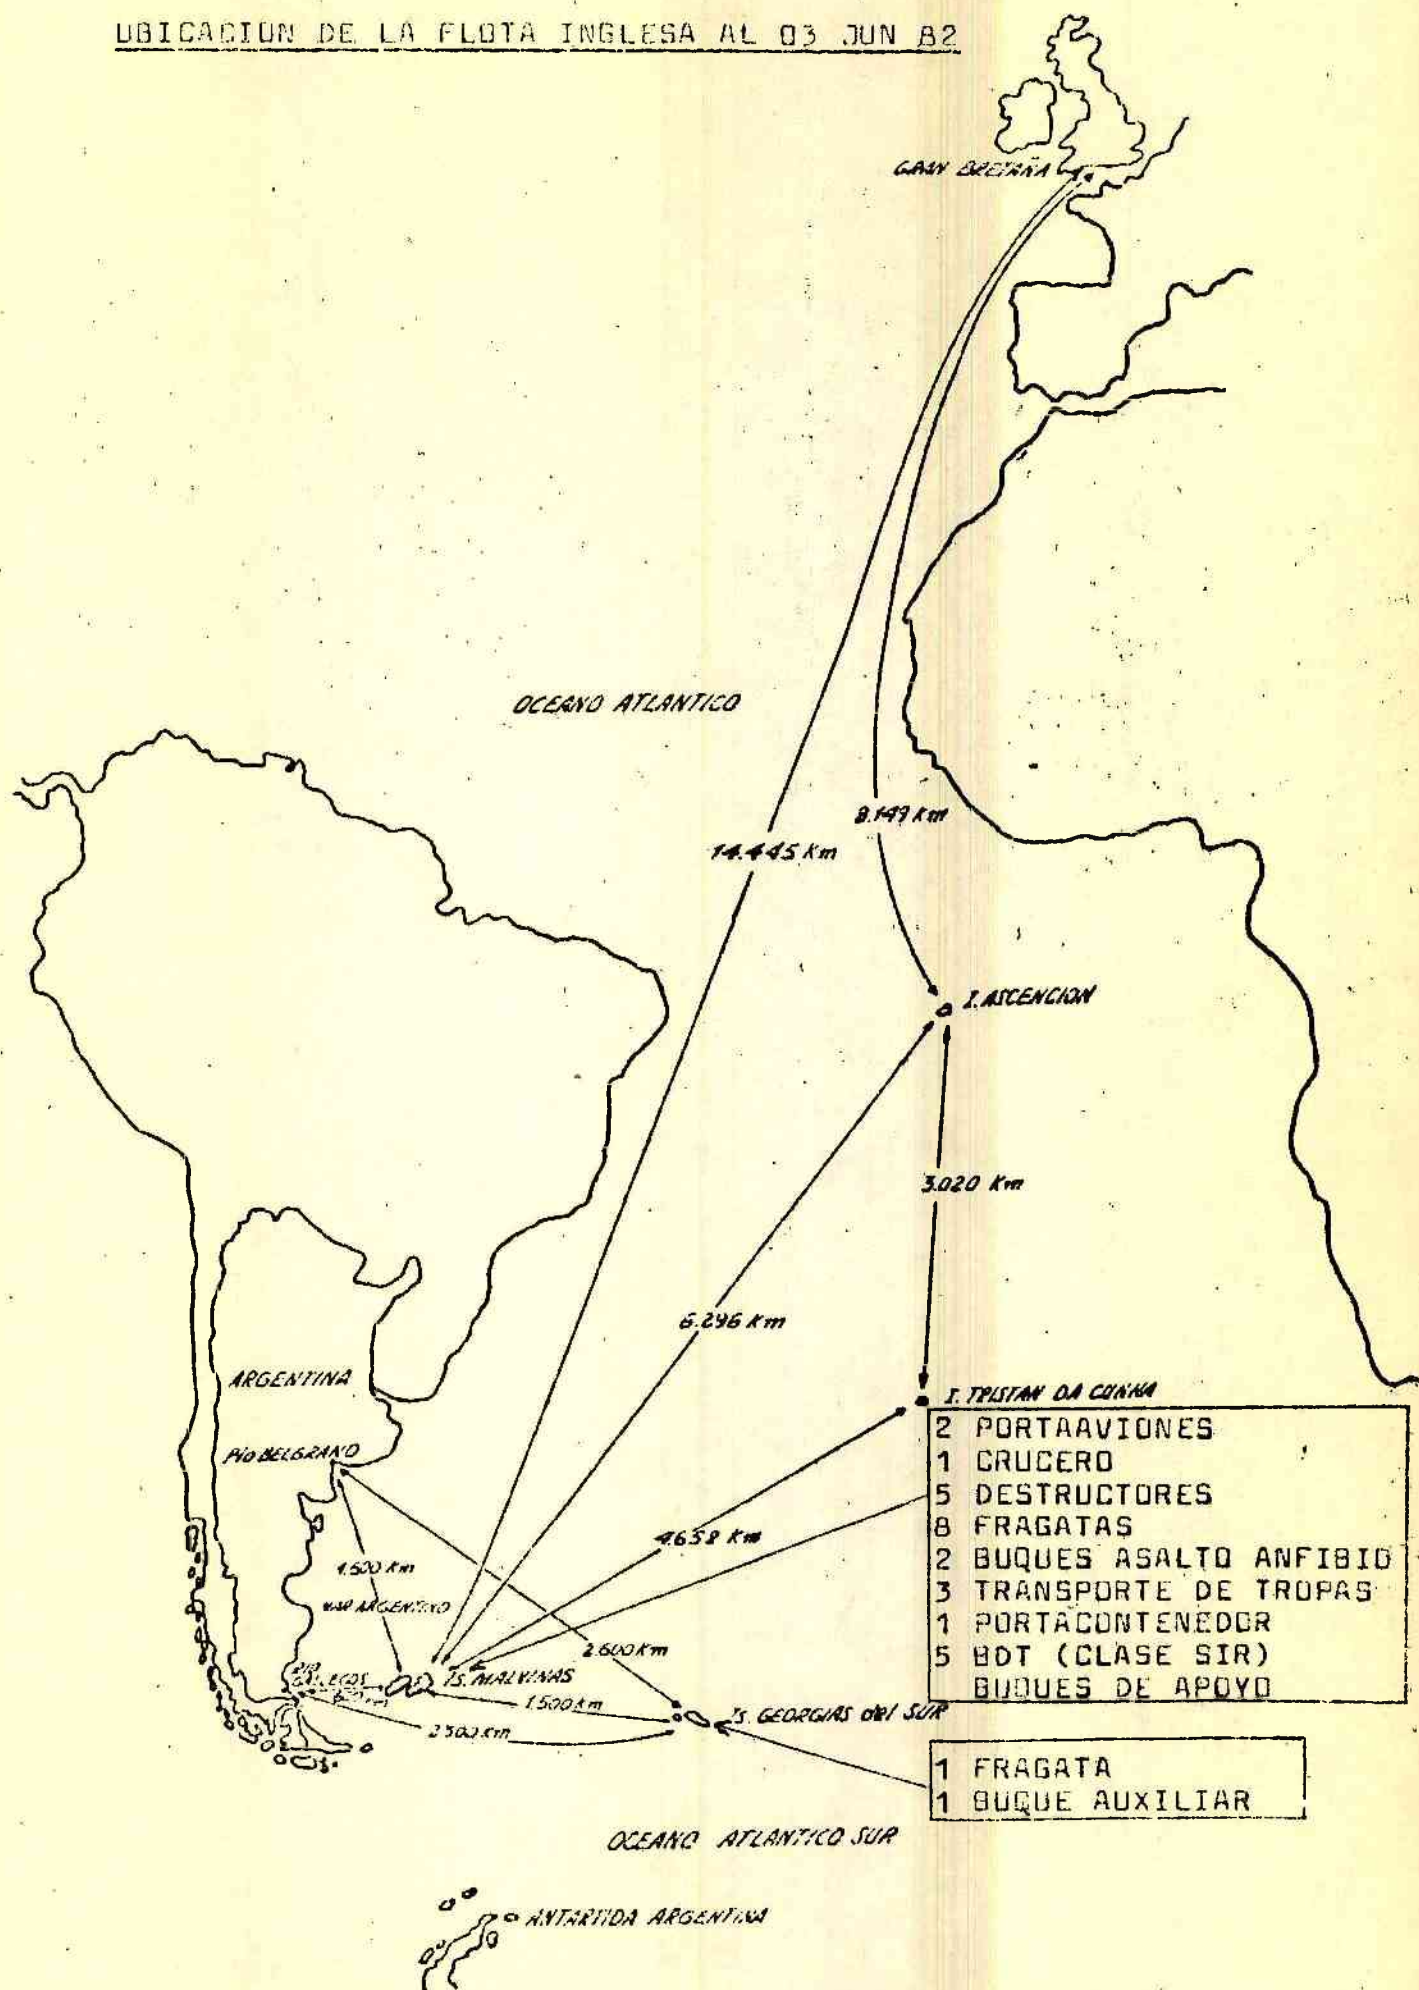 UBICACION DE LA FLOTA INGLESA AL 03 JUN 82
GRAN BRETAÑA
OCEANO ATLANTICO
8.149 Km
14.445 Km
I. ASCENCION
3.020 Km
6.296 Km
ARGENTINA
I. TRISTAN DA CUNHA
2 PORTAAVIONES
1 CRUCERO
PTO BELGRANO
5 DESTRUCTORES
8 FRAGATAS
4.658 Km
2 BUQUES ASALTO ANFIBIO
1.600 Km
3 TRANSPORTE DE TROPAS
MAR ARGENTINO
1 PORTACONTENEDOR
2.600 Km
5 BDT (CLASE SIR)
IS. MALVINAS
BUQUES DE APOYO
1.500 Km
IS. GEORGIAS del SUR
2.300 Km
1 FRAGATA
1 BUQUE AUXILIAR
OCEANO ATLANTICO SUR
ANTARTIDA ARGENTINA